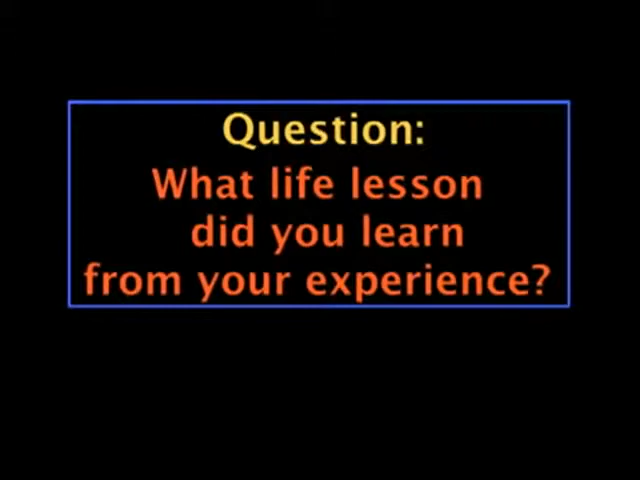 Question:
What life lesson
did you learn
from your experience?